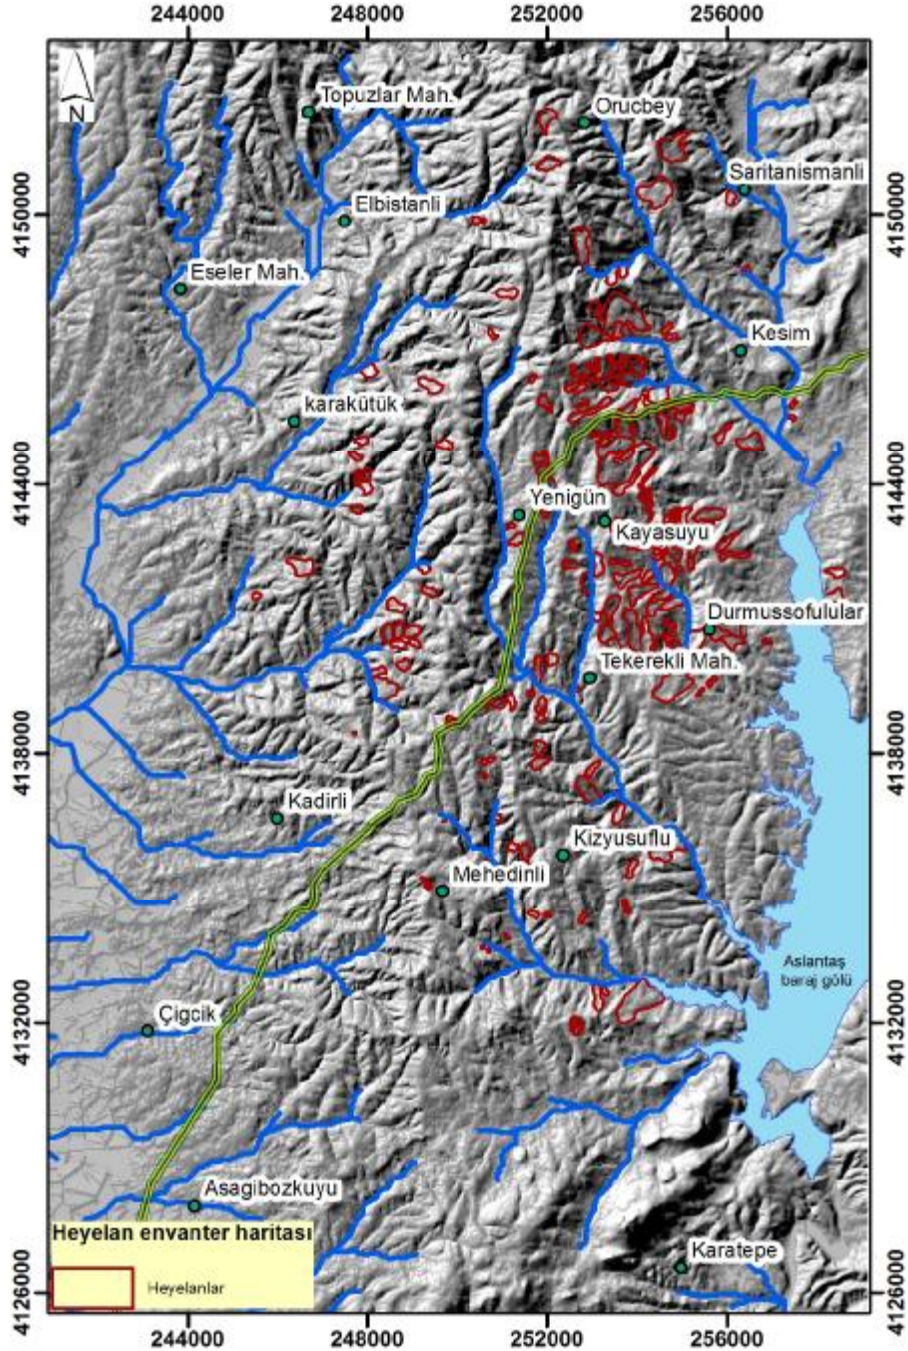 244000 248000 252000 256000
N
Topuzlar Mah.
Orucbey
Saritanismanli
4150000 4150000
Elbistanli
Eseler Mah.
Kesim
karakütük
4144000 4144000
Yenigün
Kayasuyu
Durmussofulular
Tekerekli Mah.
4138000 4138000
Kadirli
Kizyusuflu
Mehedinli
Aslantaş
baraj gölü
Çigcik
4132000 4132000
Asagibozkuyu
Heyelan envanter haritası
Karatepe
Heyelanlar
4126000 4126000
244000 248000 252000 256000